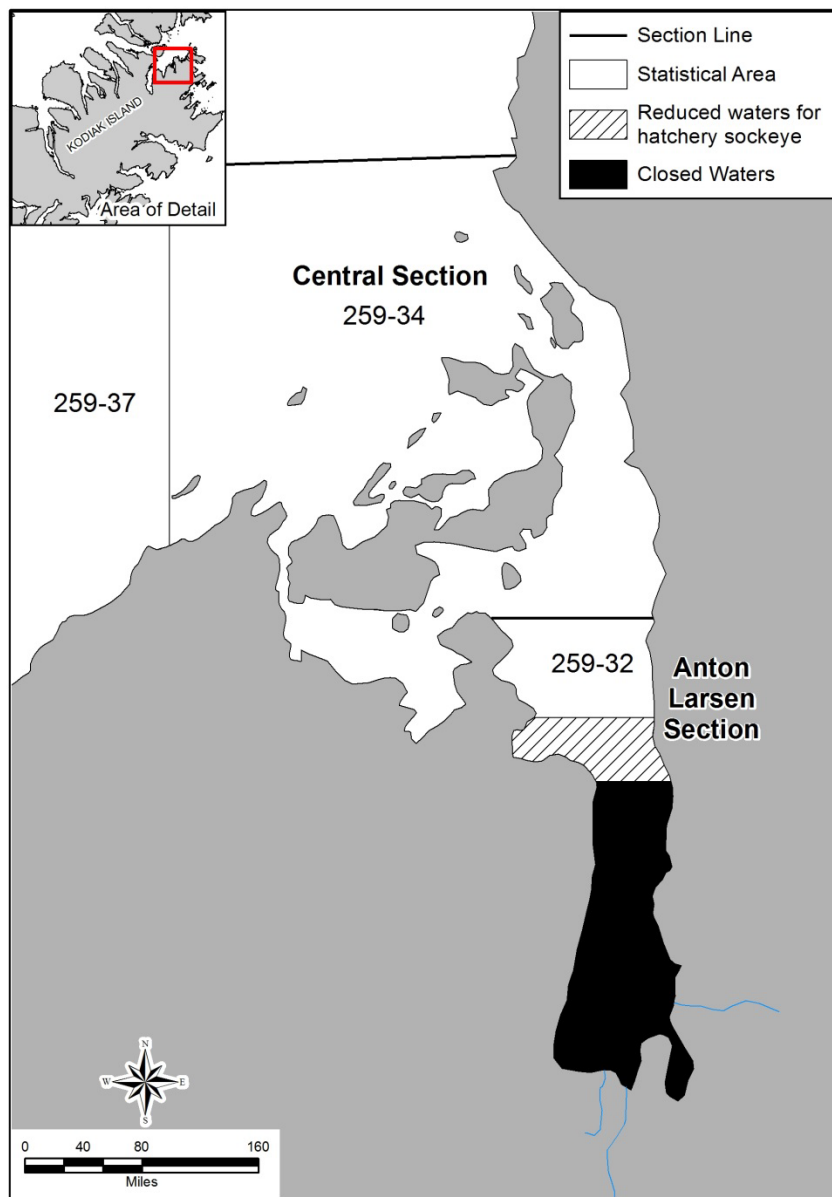 KODIAK ISLAND
Area of Detail
Section Line
Statistical Area
Reduced waters for
hatchery sockeye
Closed Waters
Central Section
259-34
259-37
259-32
Anton
Larsen
Section
N
W E
S
0 40 80 160
Miles